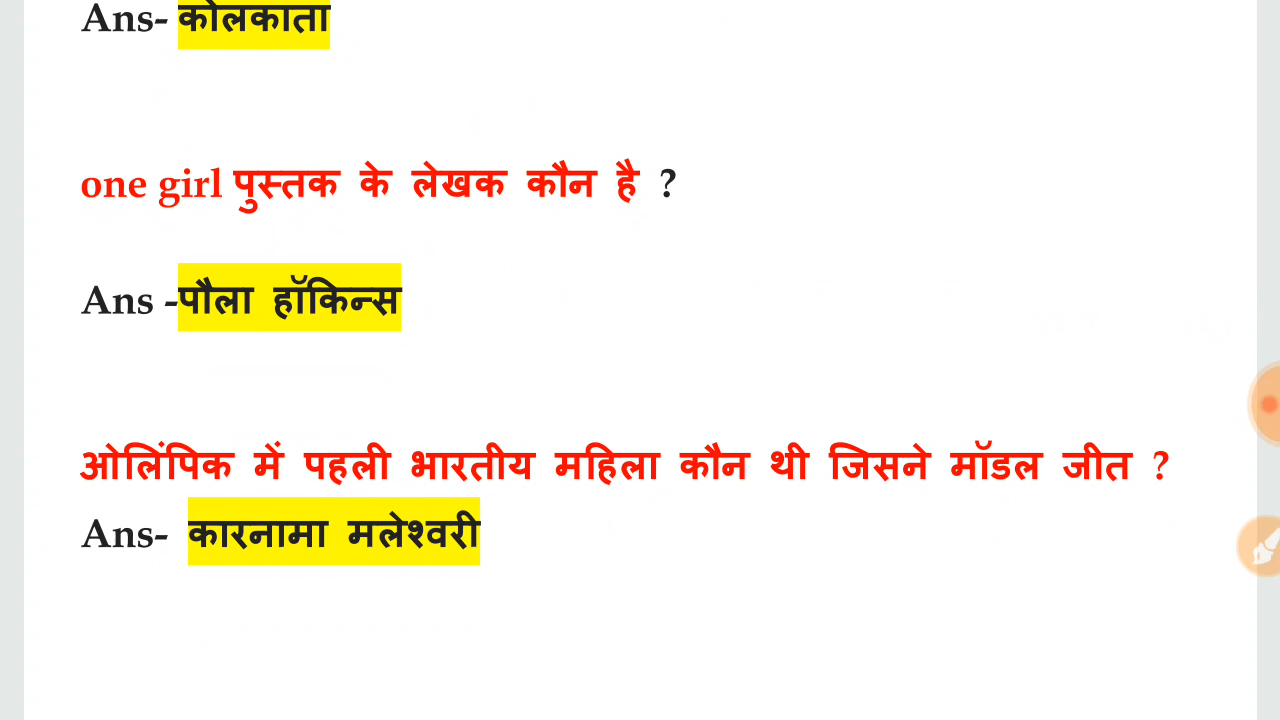 Ans- कोलकाता
one girl पुस्तक के लेखक कौन है ?
Ans -पौला हॉकिन्स
ओलिंपिक में पहली भारतीय महिला कौन थी जिसने मॉडल जीत ?
Ans- कारनामा मलेश्वरी